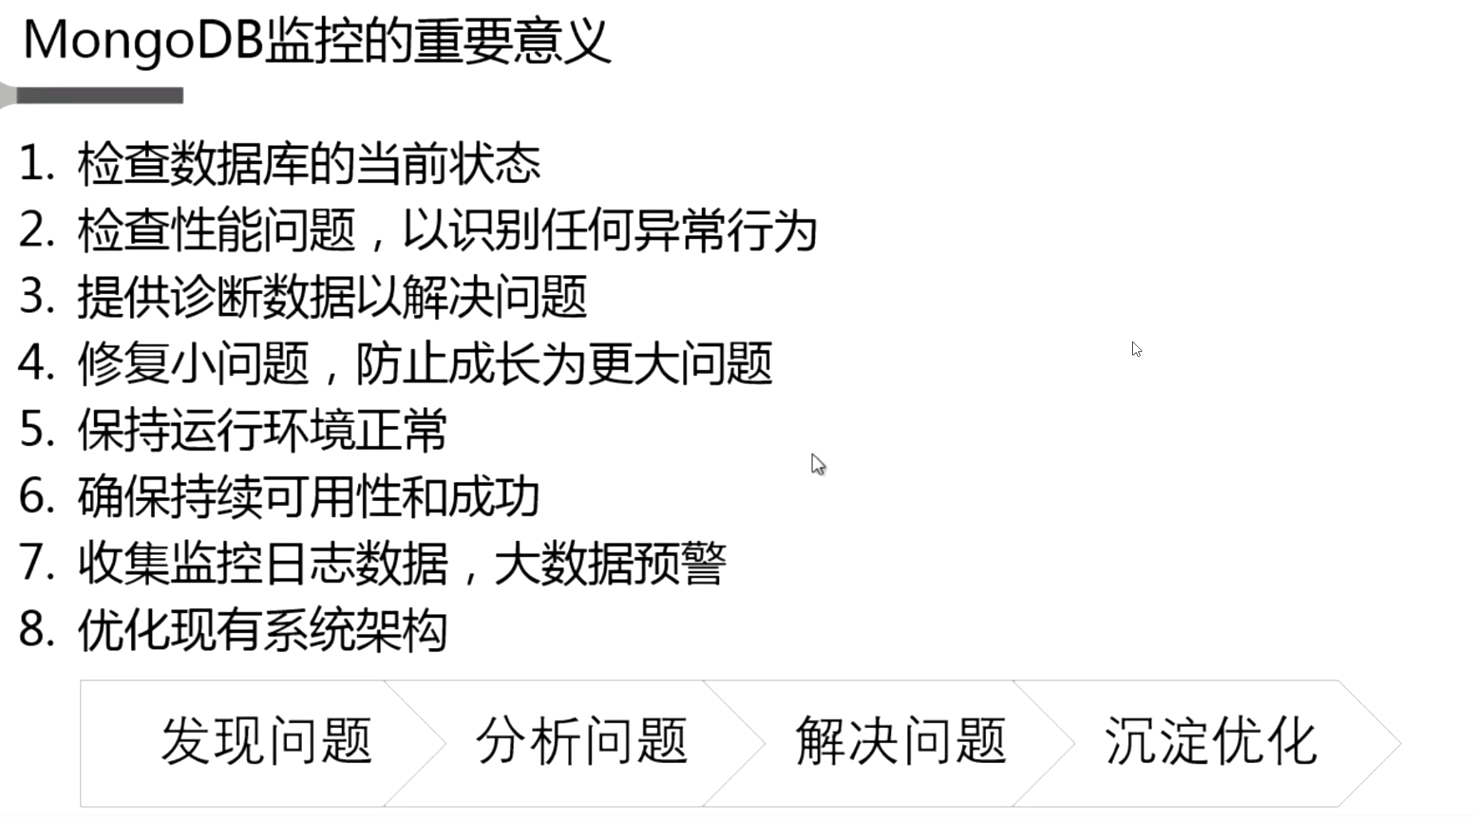 MongoDB监控的重要意义
1. 检查数据库的当前状态
2. 检查性能问题，以识别任何异常行为
3. 提供诊断数据以解决问题
4. 修复小问题，防止成长为更大问题
5. 保持运行环境正常
6. 确保持续可用性和成功
7. 收集监控日志数据，大数据预警
8. 优化现有系统架构
发现问题 分析问题 解决问题 沉淀优化